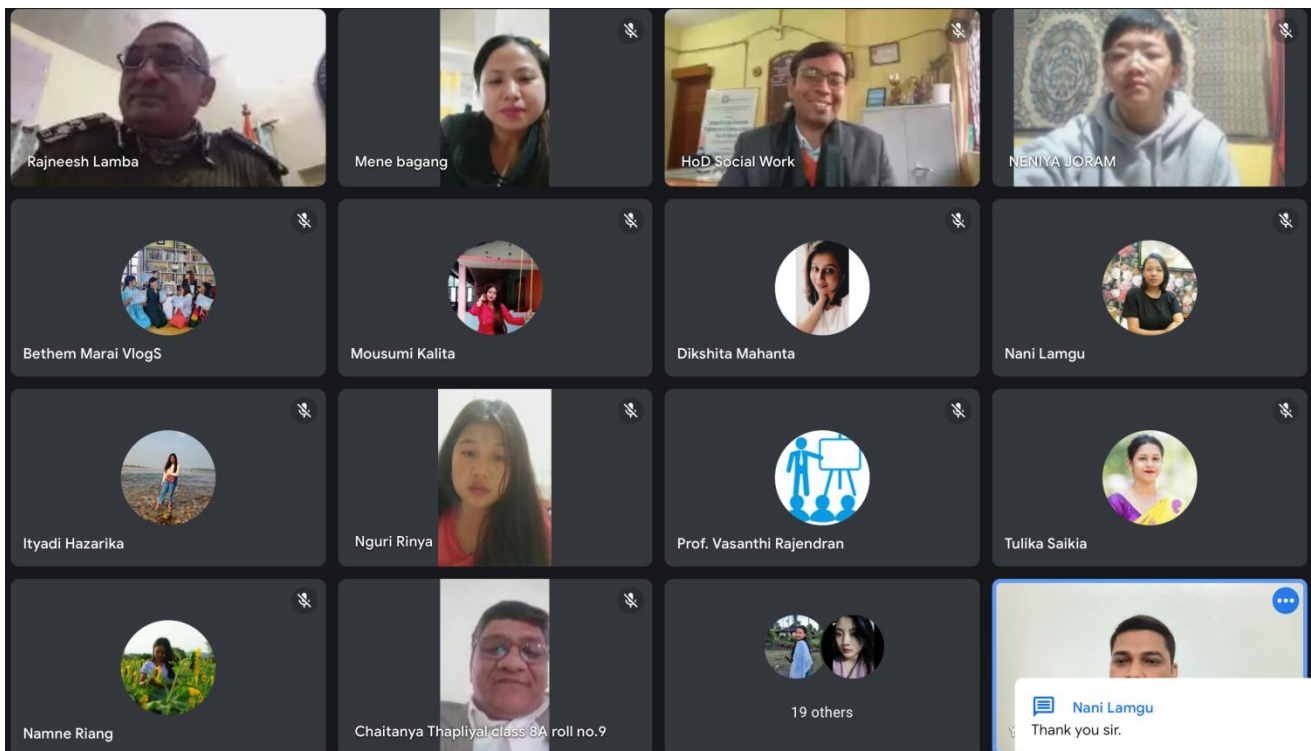 Rajneesh Lamba
Mene bagang
HoD Social Work
NENIYA JORAM
Bethem Marai VlogS
Mousumi Kalita
Dikshita Mahanta
Nani Lamgu
Ityadi Hazarika
Nguri Rinya
Prof. Vasanthi Rajendran
Tulika Saikia
Namne Riang
Chaitanya Thapliyal class 8A roll no.9
19 others
Nani Lamgu
Thank you sir.